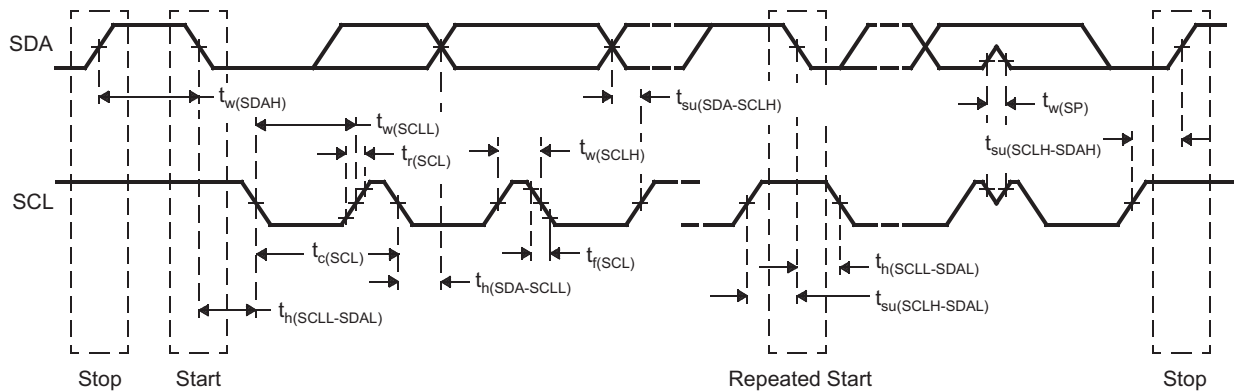 SDA
tw(SDAH)
tsu(SDA-SCLH)
tw(SP)
tw(SCLL)
tr(SCL)
tw(SCLH)
tsu(SCLH-SDAH)
SCL
tc(SCL)
tf(SCL)
th(SDA-SCLL)
th(SCLL-SDAL)
th(SCLL-SDAL)
tsu(SCLH-SDAL)
Stop Start Repeated Start Stop